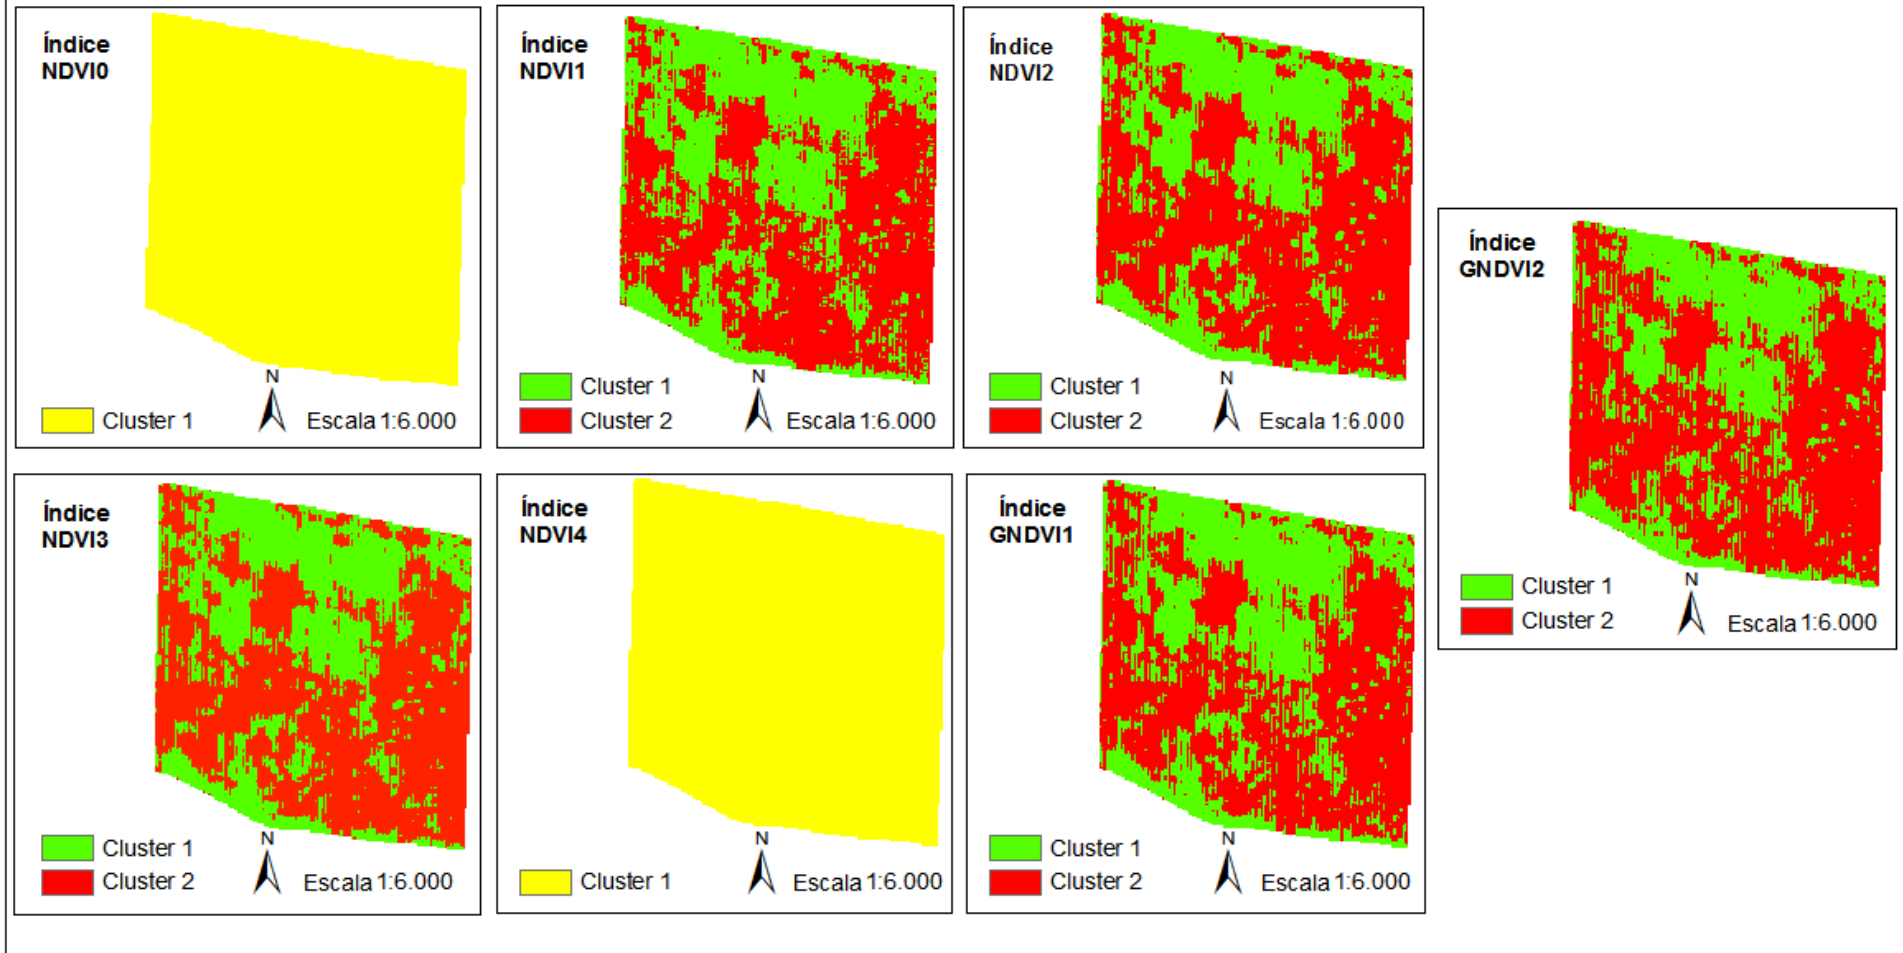 Índice
NDVI0
Cluster 1
N
Escala 1:6.000
Índice
NDVI1
Cluster 1
Cluster 2
N
Escala 1:6.000
Índice
NDVI2
Cluster 1
Cluster 2
N
Escala 1:6.000
Índice
GNDVI2
Cluster 1
Cluster 2
N
Escala 1:6.000
Índice
NDVI3
Cluster 1
Cluster 2
N
Escala 1:6.000
Índice
NDVI4
Cluster 1
N
Escala 1:6.000
Índice
GNDVI1
Cluster 1
Cluster 2
N
Escala 1:6.000